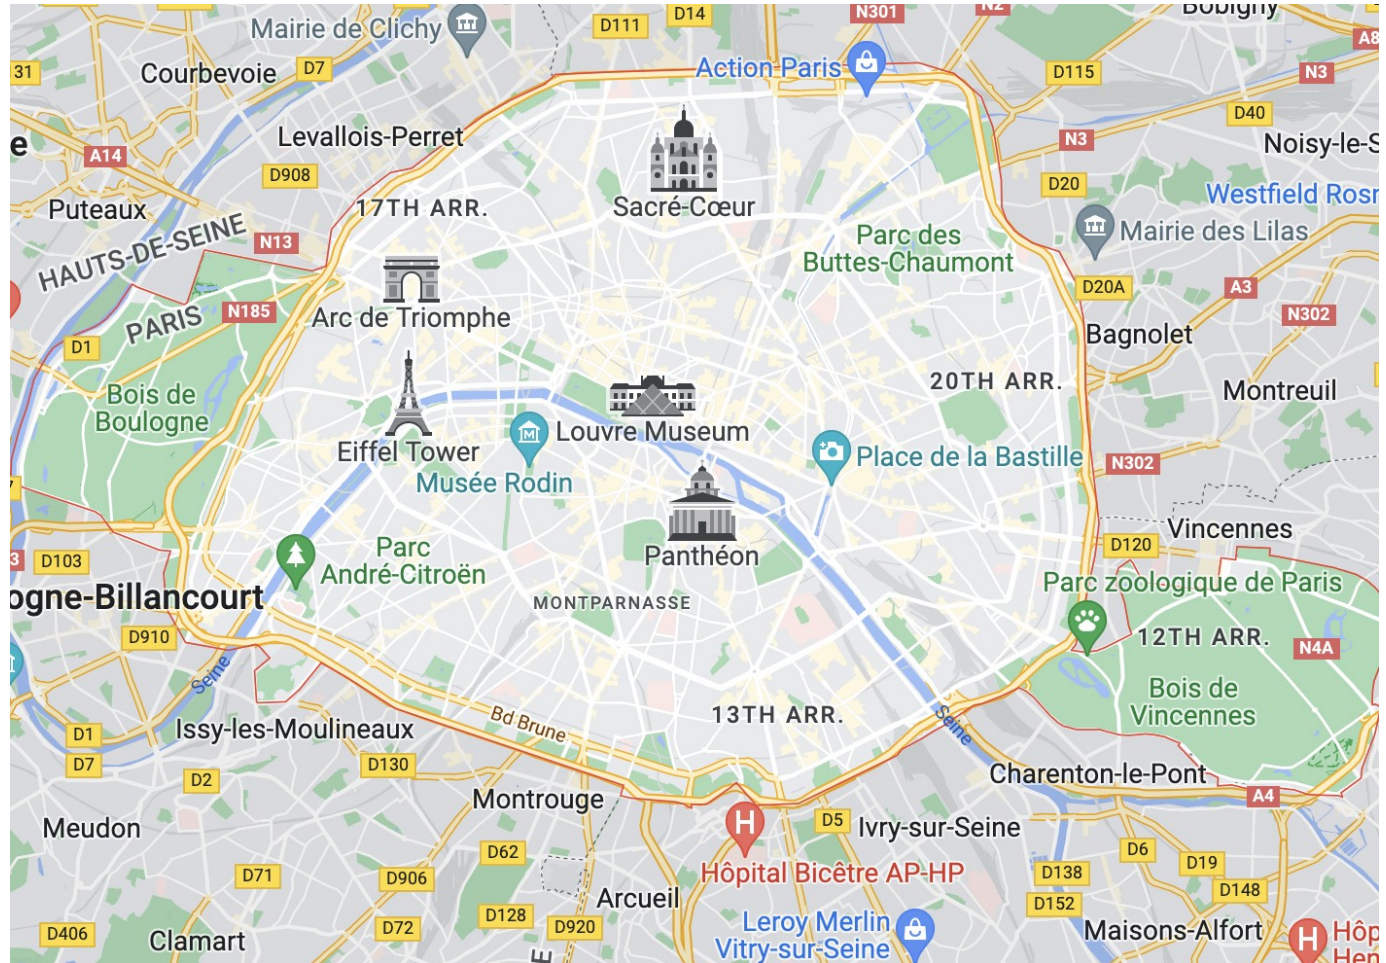 Mairie de Clichy
D111
D14
N301
N2
Bobigny
A8
31
Courbevoie
D7
Action Paris
D115
N3
D40
e
A14
Levallois-Perret
N3
Noisy-le-S
D908
D20
Westfield Rosr
Puteaux
17TH ARR.
Sacré-Cœur
Mairie des Lilas
HAUTS-DE-SEINE
N13
Parc des
Buttes-Chaumont
D20A
A3
PARIS
N185
Arc de Triomphe
N302
D1
Bagnolet
Bois de
Boulogne
20TH ARR.
Montreuil
Eiffel Tower
Louvre Museum
Musée Rodin
Place de la Bastille
N302
7
Panthéon
Vincennes
3
D103
Parc
André-Citroën
D120
ogne-Billancourt
MONTPARNASSE
Parc zoologique de Paris
D910
12TH ARR.
N4A
Seine
Bois de
Vincennes
Issy-les-Moulineaux
Bd Brune
13TH ARR.
Seine
D1
D7
D2
D130
Charenton-le-Pont
Montrouge
A4
Meudon
H
D5
Ivry-sur-Seine
D62
Hôpital Bicêtre AP-HP
D6
D19
D71
D906
D138
D148
Arcueil
D152
D406
Clamart
D72
D128
D920
E
Leroy Merlin
Vitry-sur-Seine
Maisons-Alfort
H
Hôp
Hen